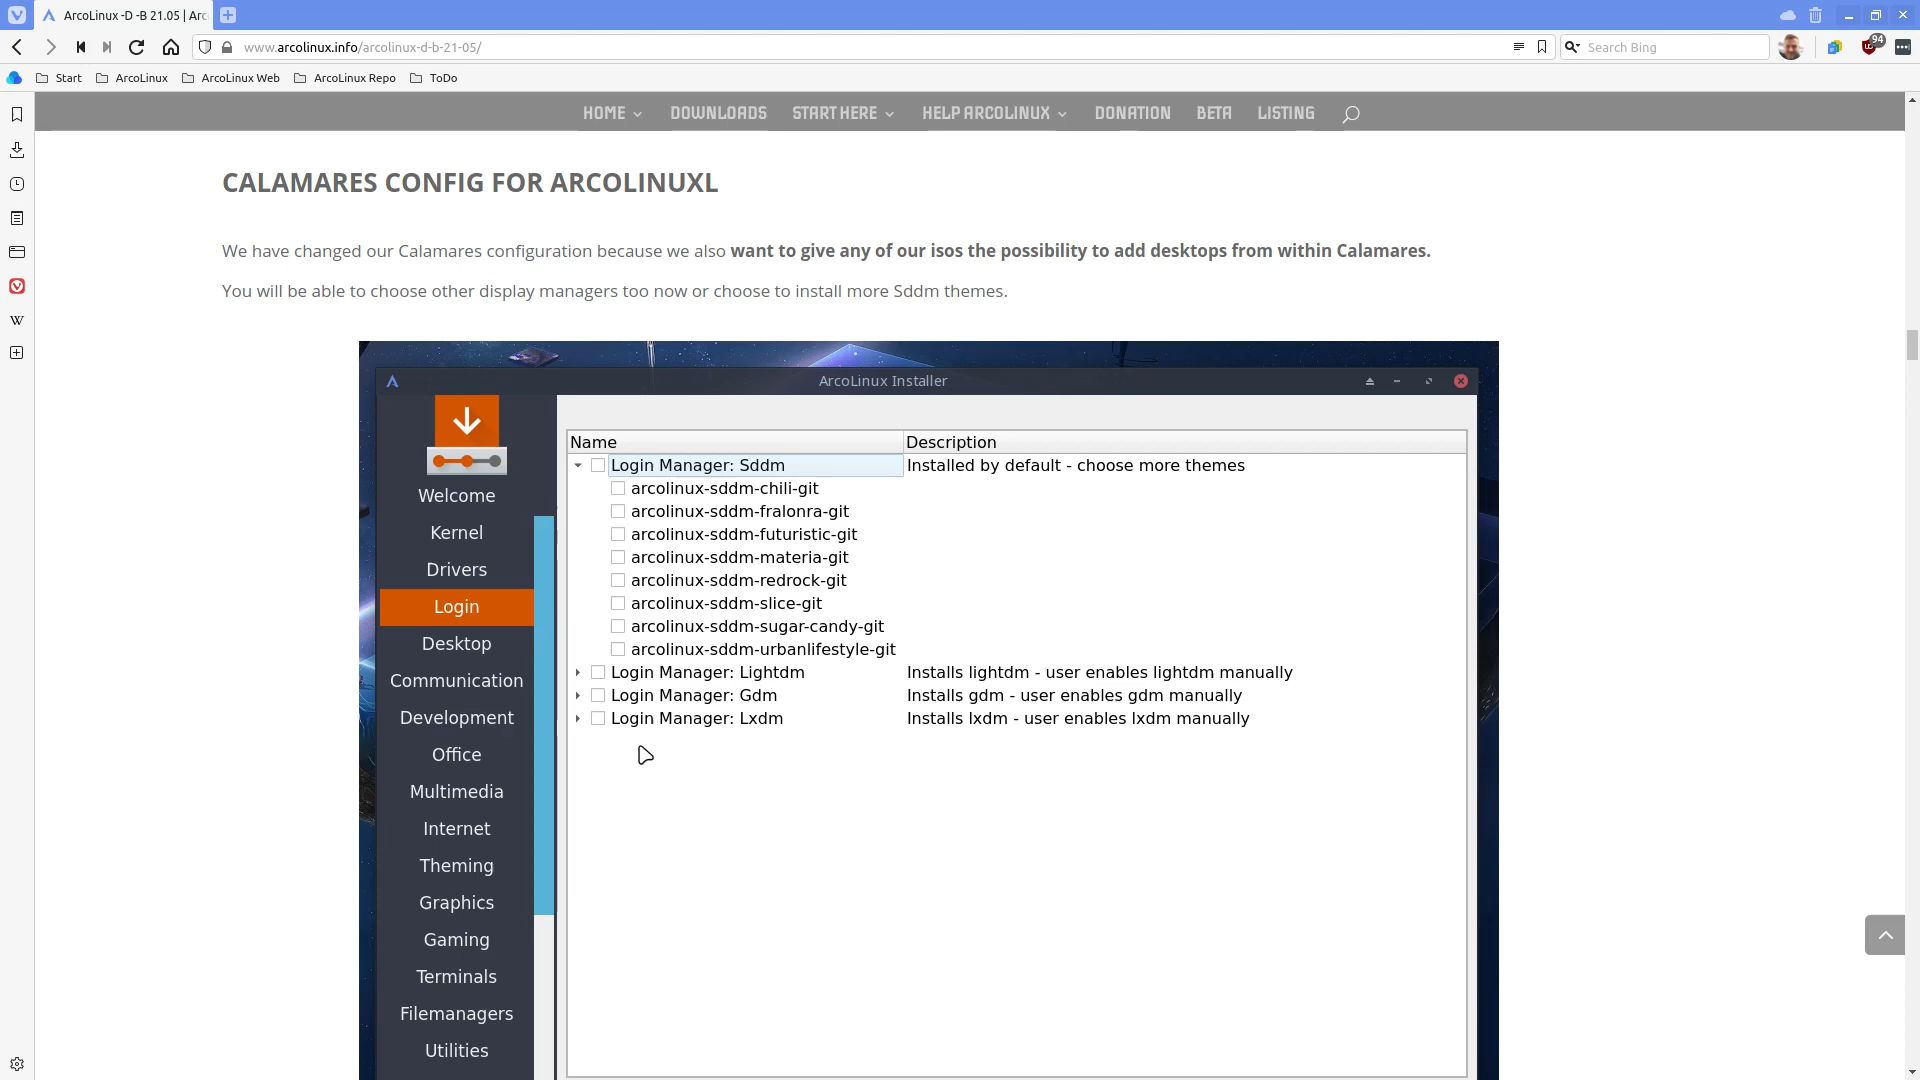 ArcoLinux -D -B 21.05 | Arc
www.arcolinux.info/arcolinux-d-b-21-05/
Search Bing
94
Start
ArcoLinux
ArcoLinux Web
ArcoLinux Repo
ToDo
HOME
DOWNLOADS
START HERE
HELP ARCOLINUX
DONATION
BETA
LISTING
CALAMARES CONFIG FOR ARCOLINUXL
We have changed our Calamares configuration because we also want to give any of our isos the possibility to add desktops from within Calamares.
You will be able to choose other display managers too now or choose to install more Sddm themes.
ArcoLinux Installer
Welcome
Kernel
Drivers
Login
Desktop
Communication
Development
Office
Multimedia
Internet
Theming
Graphics
Gaming
Terminals
Filemanagers
Utilities
Name Description
Login Manager: Sddm Installed by default - choose more themes
arcolinux-sddm-chili-git
arcolinux-sddm-fralonra-git
arcolinux-sddm-futuristic-git
arcolinux-sddm-materia-git
arcolinux-sddm-redrock-git
arcolinux-sddm-slice-git
arcolinux-sddm-sugar-candy-git
arcolinux-sddm-urbanlifestyle-git
Login Manager: Lightdm Installs lightdm - user enables lightdm manually
Login Manager: Gdm Installs gdm - user enables gdm manually
Login Manager: Lxdm Installs lxdm - user enables lxdm manually